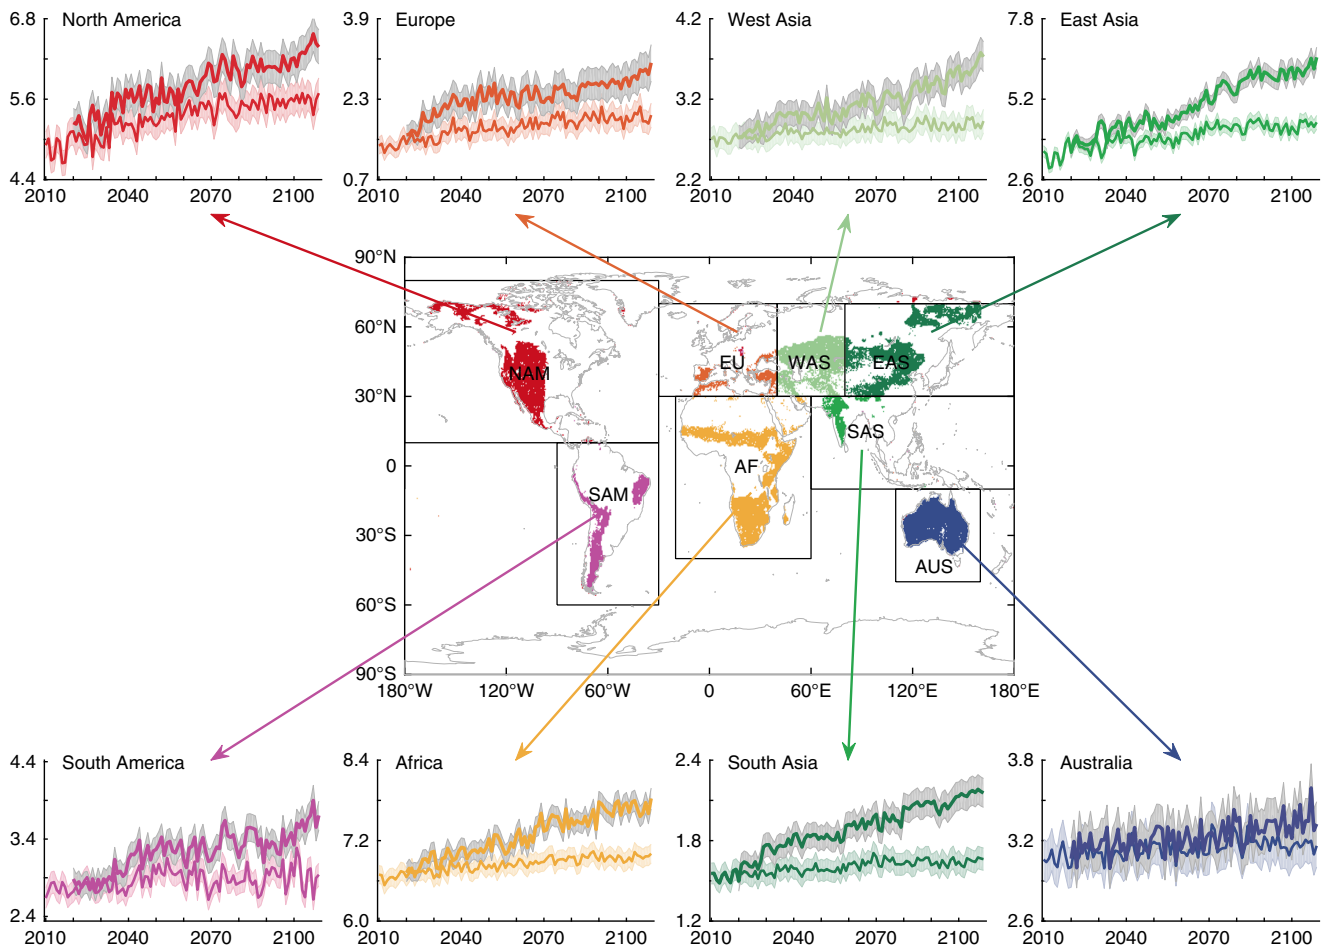 North America
6.8
5.6
4.4
2010 2040 2070 2100
Europe
3.9
2.3
0.7
2010 2040 2070 2100
West Asia
4.2
3.2
2.2
2010 2040 2070 2100
East Asia
7.8
5.2
2.6
2010 2040 2070 2100
90°N
60°N
30°N
0
30°S
60°S
90°S
180°W 120°W 60°W 0 60°E 120°E 180°E
NAM
EU
WAS
EAS
SAS
AF
SAM
AUS
South America
4.4
3.4
2.4
2010 2040 2070 2100
Africa
8.4
7.2
6.0
2010 2040 2070 2100
South Asia
2.4
1.8
1.2
2010 2040 2070 2100
Australia
3.8
3.2
2.6
2010 2040 2070 2100